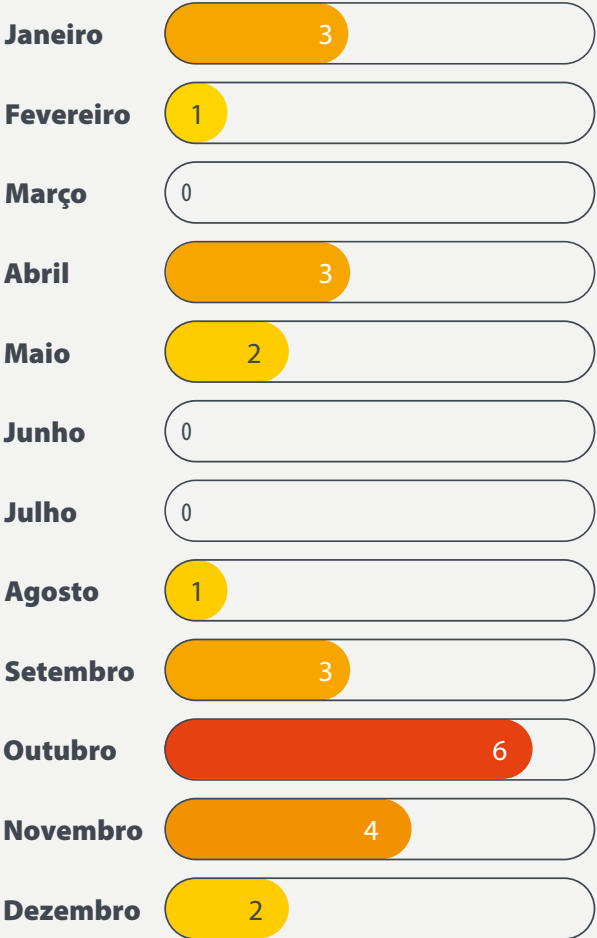 Janeiro 3
Fevereiro 1
Março 0
Abril 3
Maio 2
Junho 0
Julho 0
Agosto 1
Setembro 3
Outubro 6
Novembro 4
Dezembro 2